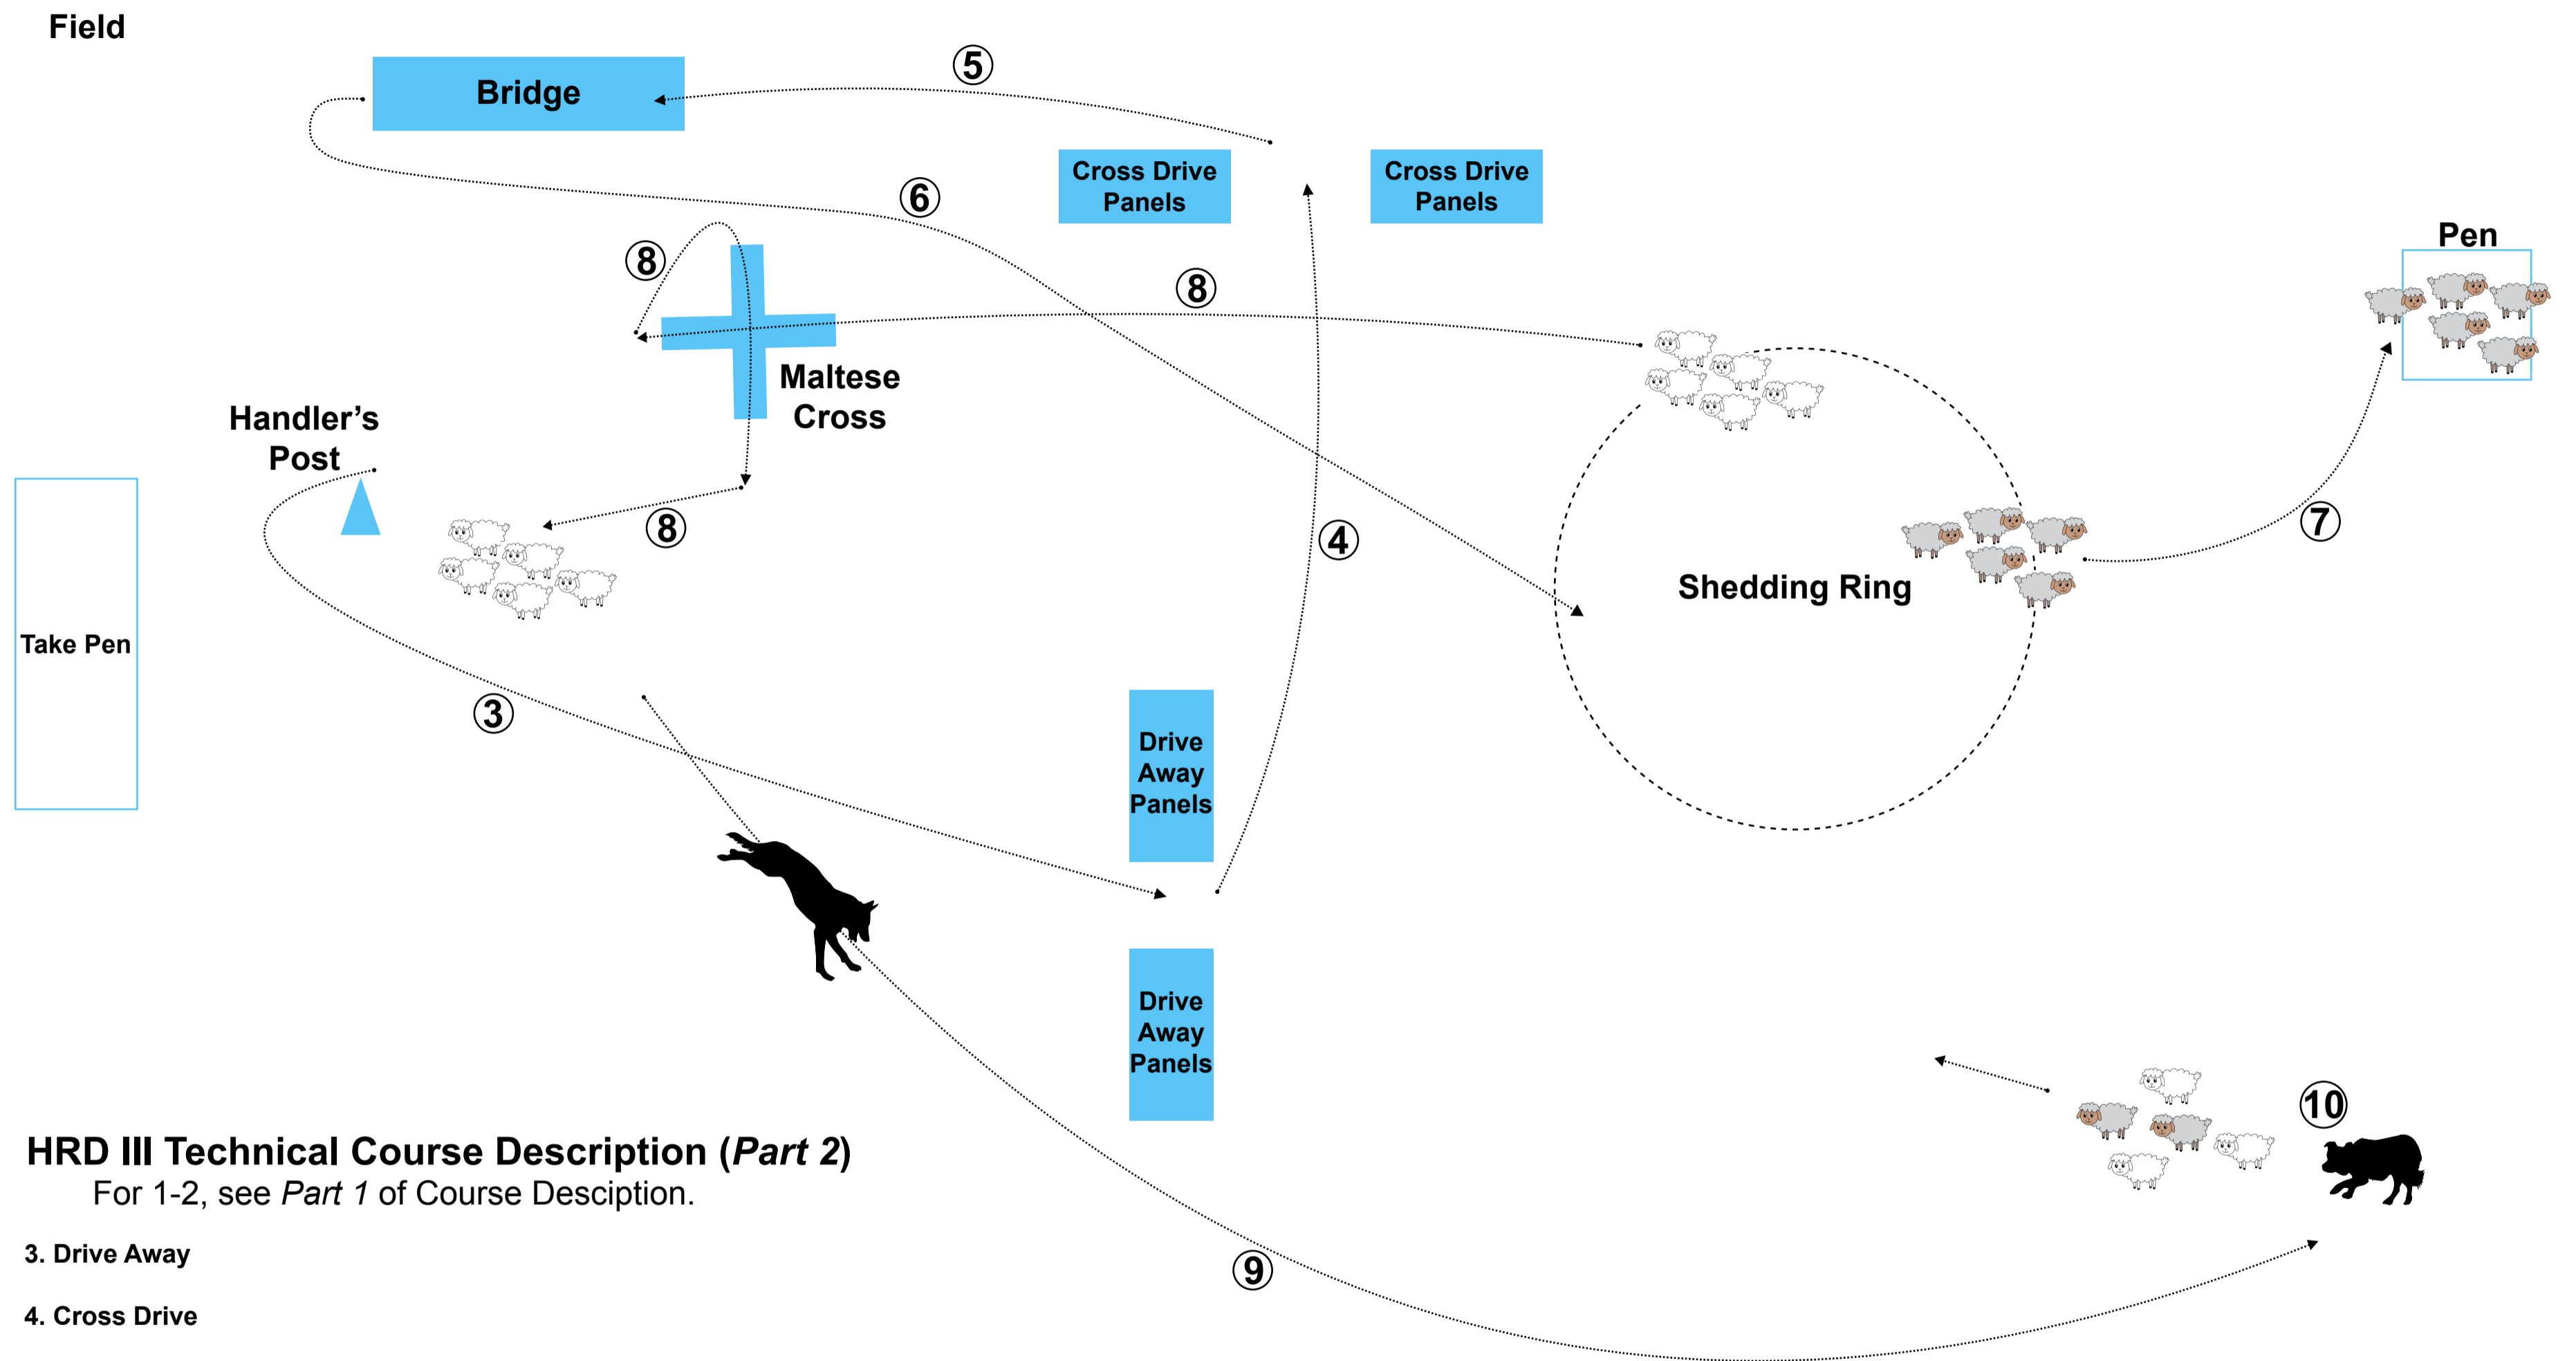 Field
5
Bridge
Cross Drive
Panels
Cross Drive
Panels
6
Pen
8
8
Maltese
Cross
Handler’s
Post
8
4
7
Shedding Ring
Take Pen
3
Drive
Away
Panels
Drive
Away
Panels
10
HRD III Technical Course Description (Part 2)
For 1-2, see Part 1 of Course Desciption.
9
3. Drive Away
4. Cross Drive